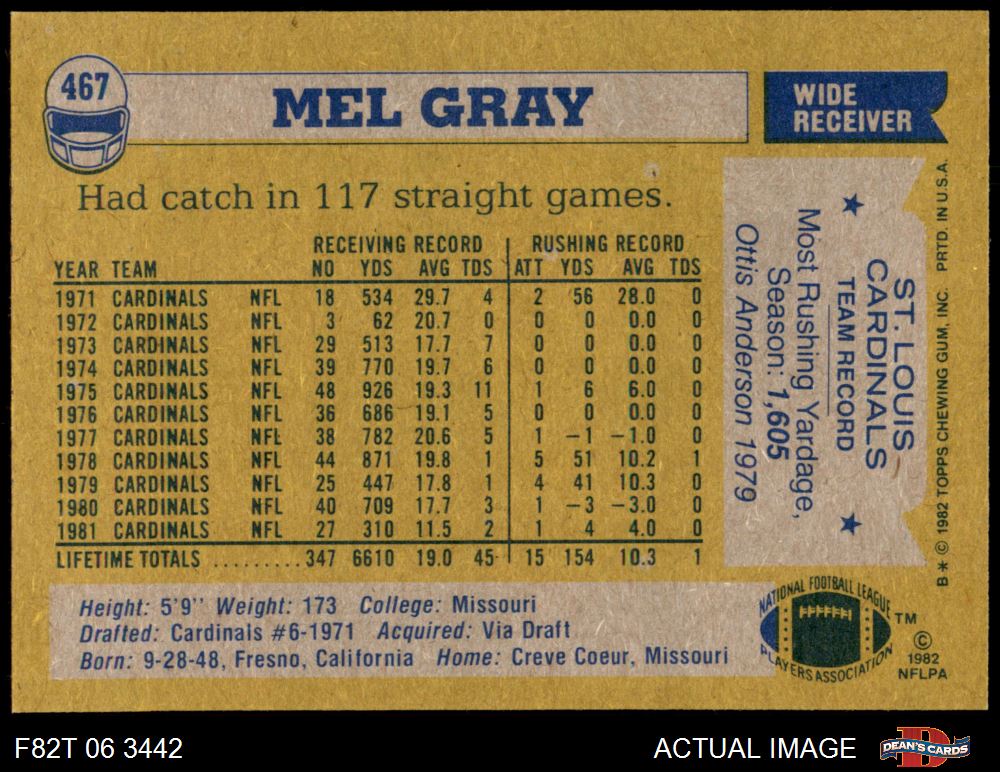 467
MEL GRAY
WIDE
RECEIVER
Had catch in 117 straight games.
RECEIVING RECORD RUSHING RECORD
YEAR TEAM NO YDS AVG TDS ATT YDS AVG TDS
1971 CARDINALS NFL 18 534 29.7 4 2 56 28.0 0
1972 CARDINALS NFL 3 62 20.7 0 0 0 0.0 0
1973 CARDINALS NFL 29 513 17.7 7 0 0 0.0 0
1974 CARDINALS NFL 39 770 19.7 6 0 0 0.0 0
1975 CARDINALS NFL 48 926 19.3 11 1 6 6.0 0
1976 CARDINALS NFL 36 686 19.1 5 0 0 0.0 0
1977 CARDINALS NFL 38 782 20.6 5 1 –1 –1.0 0
1978 CARDINALS NFL 44 871 19.8 1 5 51 10.2 1
1979 CARDINALS NFL 25 447 17.8 1 4 41 10.3 0
1980 CARDINALS NFL 40 709 17.7 3 1 –3 –3.0 0
1981 CARDINALS NFL 27 310 11.5 2 1 4 4.0 0
LIFETIME TOTALS ......... 347 6610 19.0 45 15 154 10.3 1
ST. LOUIS
CARDINALS
TEAM RECORD
Most Rushing Yardage,
Season: 1,605
Ottis Anderson 1979
B* © 1982 TOPPS CHEWING GUM, INC. PRTD. IN U.S.A.
Height: 5'9" Weight: 173 College: Missouri
Drafted: Cardinals #6-1971 Acquired: Via Draft
Born: 9-28-48, Fresno, California Home: Creve Coeur, Missouri
NATIONAL FOOTBALL LEAGUE
PLAYERS ASSOCIATION
TM
©
1982
NFLPA
F82T 06 3442
ACTUAL IMAGE
DEAN'S CARDS